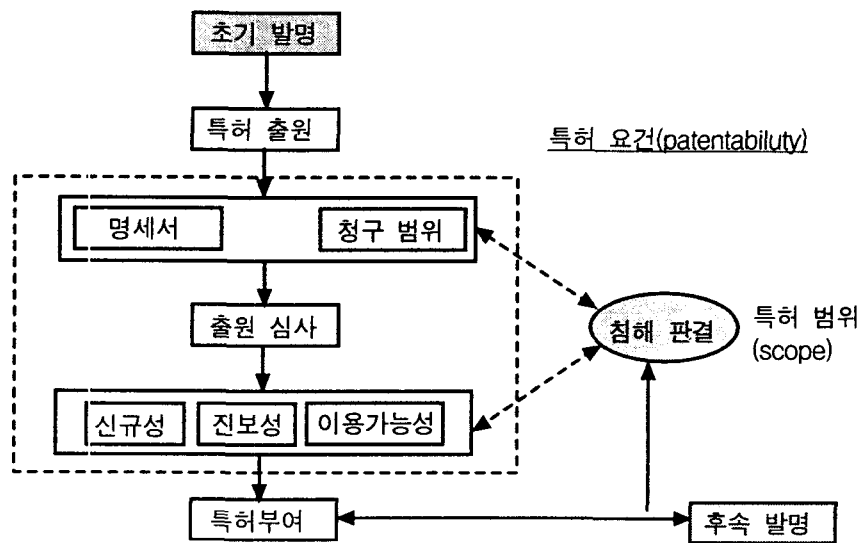 초기 발명
특허 출원
특허 요건(patentabiluty)
명세서
청구 범위
출원 심사
침해 판결
특허 범위
(scope)
신규성
진보성
이용가능성
특허부여
후속 발명